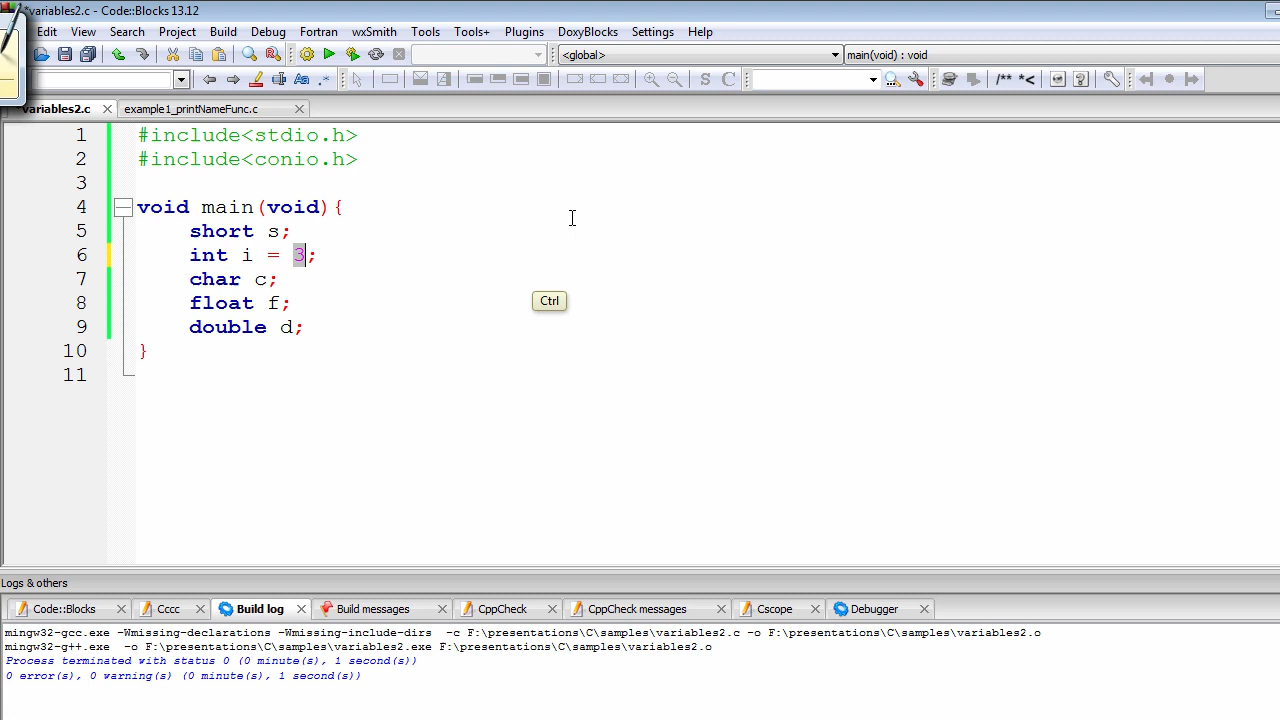 *variables2.c - Code::Blocks 13.12
Edit View Search Project Build Debug Fortran wxSmith Tools Tools+ Plugins DoxyBlocks Settings Help
<global> main(void) : void
Aa .* S C /** *<
variables2.c example1_printNameFunc.c
1 #include<stdio.h>
2 #include<conio.h>
3
4 void main(void){
5 short s;
6 int i = 3;
7 char c;
8 float f;
9 double d;
10 }
11
Ctrl
Logs & others
Code::Blocks Cccc Build log Build messages CppCheck CppCheck messages Cscope Debugger
mingw32-gcc.exe -Wmissing-declarations -Wmissing-include-dirs -c F:\presentations\C\samples\variables2.c -o F:\presentations\C\samples\variables2.o
mingw32-g++.exe -o F:\presentations\C\samples\variables2.exe F:\presentations\C\samples\variables2.o
Process terminated with status 0 (0 minute(s), 1 second(s))
0 error(s), 0 warning(s) (0 minute(s), 1 second(s))